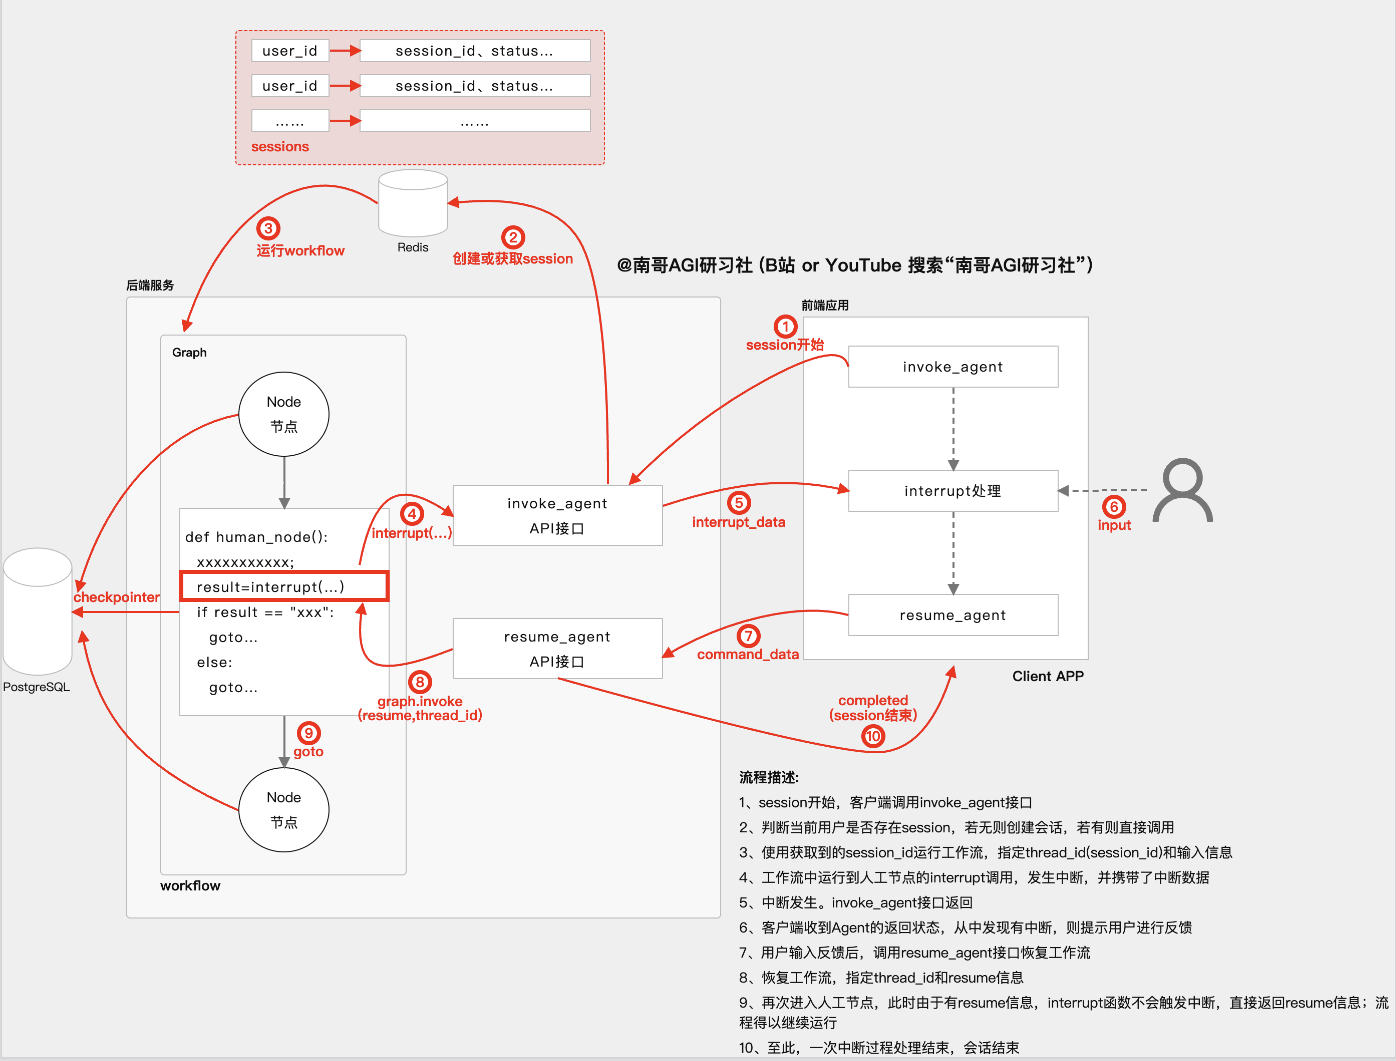 user_id
session_id、status...
user_id
session_id、status...
……
……
sessions
Redis
3
运行workflow
2
创建或获取session
@南哥AGI研习社 (B站 or YouTube 搜索“南哥AGI研习社”)
后端服务
前端应用
1
session开始
Graph
invoke_agent
Node
节点
interrupt处理
6
input
invoke_agent
API接口
4
interrupt(...)
5
interrupt_data
def human_node():
xxxxxxxxxxx;
result=interrupt(...)
if result == "xxx":
goto...
else:
goto...
checkpointer
PostgreSQL
resume_agent
API接口
resume_agent
7
command_data
Client APP
8
graph.invoke
(resume,thread_id)
completed
(session结束)
10
9
goto
Node
节点
workflow
流程描述:
1、session开始，客户端调用invoke_agent接口
2、判断当前用户是否存在session，若无则创建会话，若有则直接调用
3、使用获取到的session_id运行工作流，指定thread_id(session_id)和输入信息
4、工作流中运行到人工节点的interrupt调用，发生中断，并携带了中断数据
5、中断发生。invoke_agent接口返回
6、客户端收到Agent的返回状态，从中发现有中断，则提示用户进行反馈
7、用户输入反馈后，调用resume_agent接口恢复工作流
8、恢复工作流，指定thread_id和resume信息
9、再次进入人工节点，此时由于有resume信息，interrupt函数不会触发中断，直接返回resume信息；流
程得以继续运行
10、至此，一次中断过程处理结束，会话结束